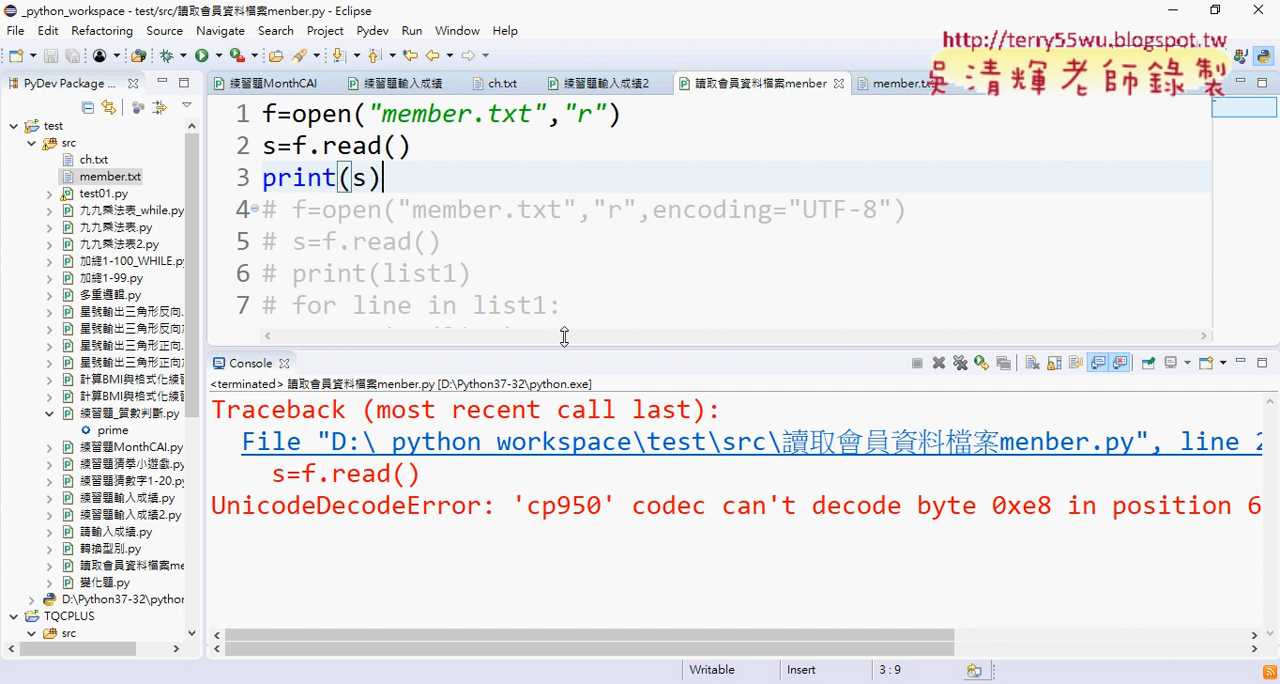 _python_workspace - test/src/讀取會員資料檔案menber.py - Eclipse
File Edit Refactoring Source Navigate Search Project Pydev Run Window Help
http://terry55wu.blogspot.tw
吳清輝老師錄製
PyDev Package ...
練習題MonthCAI 練習題輸入成績 ch.txt 練習題輸入成績2 讀取會員資料檔案menber member.tx
test
src
ch.txt
member.txt
test01.py
九九乘法表_while.py
九九乘法表.py
九九乘法表2.py
加總1-100_WHILE.py
加總1-99.py
多重邏輯.py
星號輸出三角形反向.
星號輸出三角形反向
星號輸出三角形正向.
星號輸出三角形正向
計算BMI與格式化練習
計算BMI與格式化練習
練習題_質數判斷.py
prime
練習題MonthCAI.py
練習題猜拳小遊戲.py
練習題猜數字1-20.py
練習題輸入成績.py
練習題輸入成績2.py
請輸入成績.py
轉換型別.py
讀取會員資料檔案me
變化題.py
D:\Python37-32\python
TQCPLUS
src
1 f=open("member.txt","r")
2 s=f.read()
3 print(s)
4 # f=open("member.txt","r",encoding="UTF-8")
5 # s=f.read()
6 # print(list1)
7 # for line in list1:
Console
<terminated> 讀取會員資料檔案menber.py [D:\Python37-32\python.exe]
Traceback (most recent call last):
File "D:\_python_workspace\test\src\讀取會員資料檔案menber.py", line 2
s=f.read()
UnicodeDecodeError: 'cp950' codec can't decode byte 0xe8 in position 6
Writable Insert 3 : 9